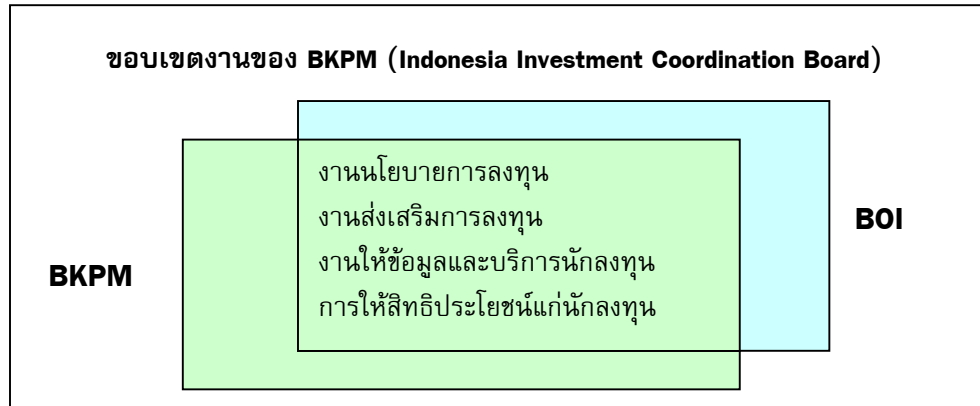 ขอบเขตงานของ BKPM (Indonesia Investment Coordination Board)
งานนโยบายการลงทุน
งานส่งเสริมการลงทุน
BOI
งานให้ข้อมูลและบริการนักลงทุน
BKPM
การให้สิทธิประโยชน์แก่นักลงทุน